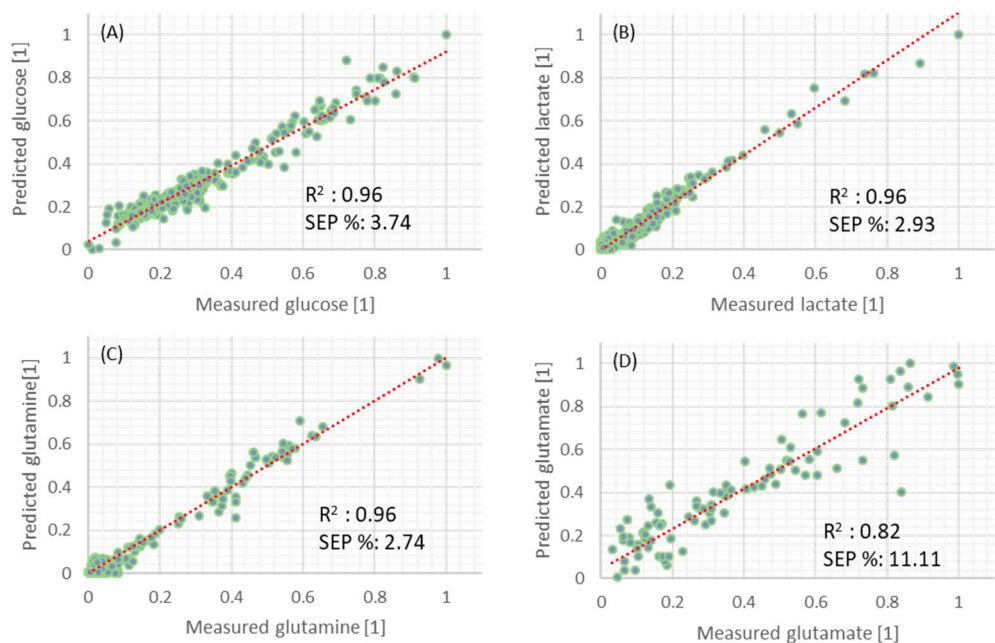 (A)
Predicted glucose [1]
1
0.8
0.6
0.4
0.2
0
R² : 0.96
SEP %: 3.74
0 0.2 0.4 0.6 0.8 1
Measured glucose [1]
(B)
Predicted lactate [1]
1
0.8
0.6
0.4
0.2
0
R² : 0.96
SEP %: 2.93
0 0.2 0.4 0.6 0.8 1
Measured lactate [1]
(C)
Predicted glutamine[1]
1
0.8
0.6
0.4
0.2
0
R² : 0.96
SEP %: 2.74
0 0.2 0.4 0.6 0.8 1
Measured glutamine [1]
(D)
Predicted glutamate [1]
1
0.8
0.6
0.4
0.2
0
R² : 0.82
SEP %: 11.11
0 0.2 0.4 0.6 0.8 1
Measured glutamate [1]